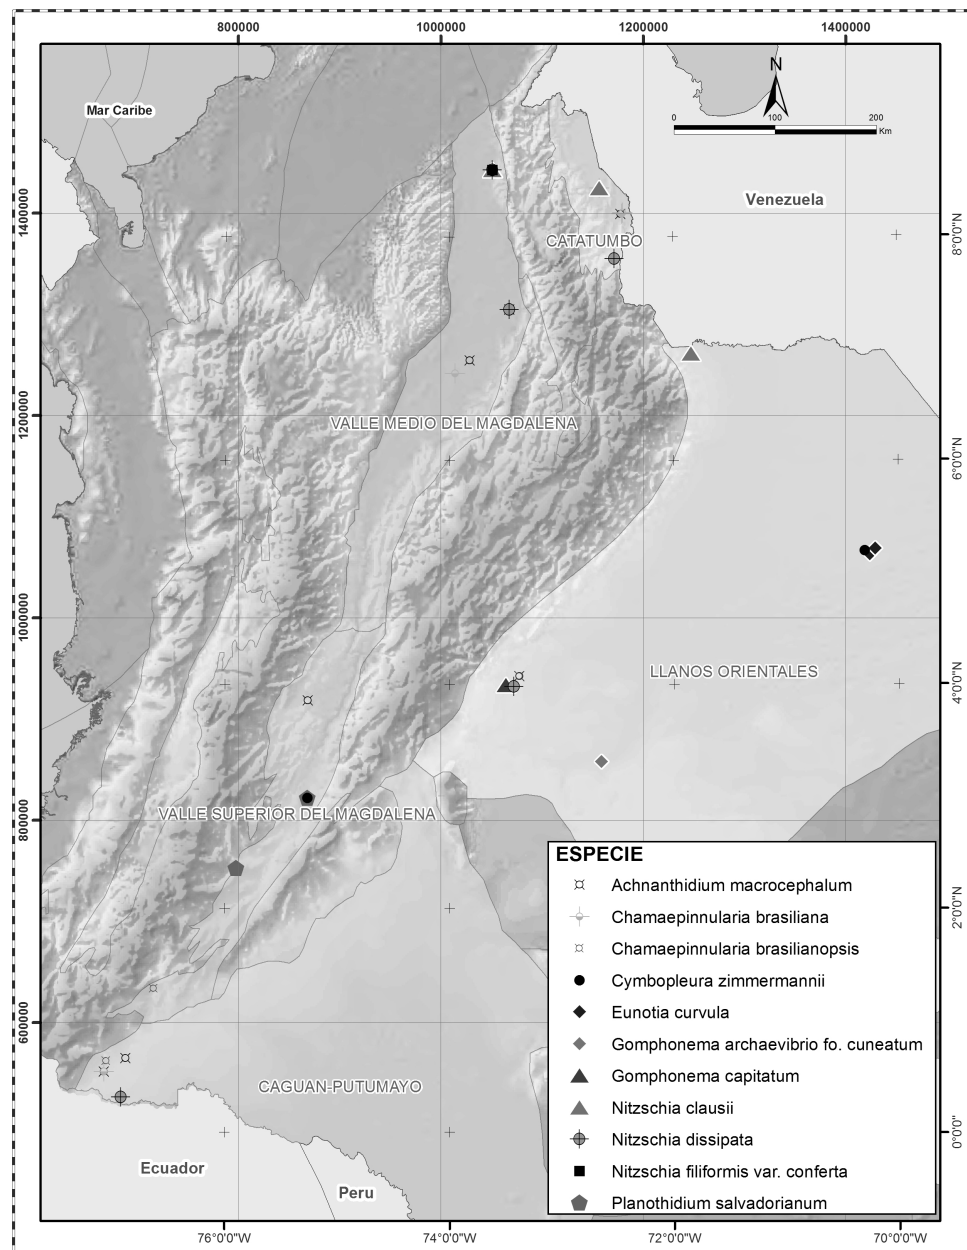 800000 1000000 1200000 1400000
N
Mar Caribe
0 100 200
Km
Venezuela
1400000
8°0'0"N
CATATUMBO
1200000
VALLE MEDIO DEL MAGDALENA
6°0'0"N
1000000
LLANOS ORIENTALES
4°0'0"N
800000
VALLE SUPERIOR DEL MAGDALENA
ESPECIE
Achnanthidium macrocephalum
Chamaepinnularia brasiliana
2°0'0"N
Chamaepinnularia brasilianopsis
Cymbopleura zimmermannii
Eunotia curvula
600000
Gomphonema archaevibrio fo. cuneatum
Gomphonema capitatum
CAGUAN-PUTUMAYO
Nitzschia clausii
0°0'0"
Nitzschia dissipata
Ecuador
Nitzschia filiformis var. conferta
Peru
Planothidium salvadorianum
76°0'0"W 74°0'0"W 72°0'0"W 70°0'0"W